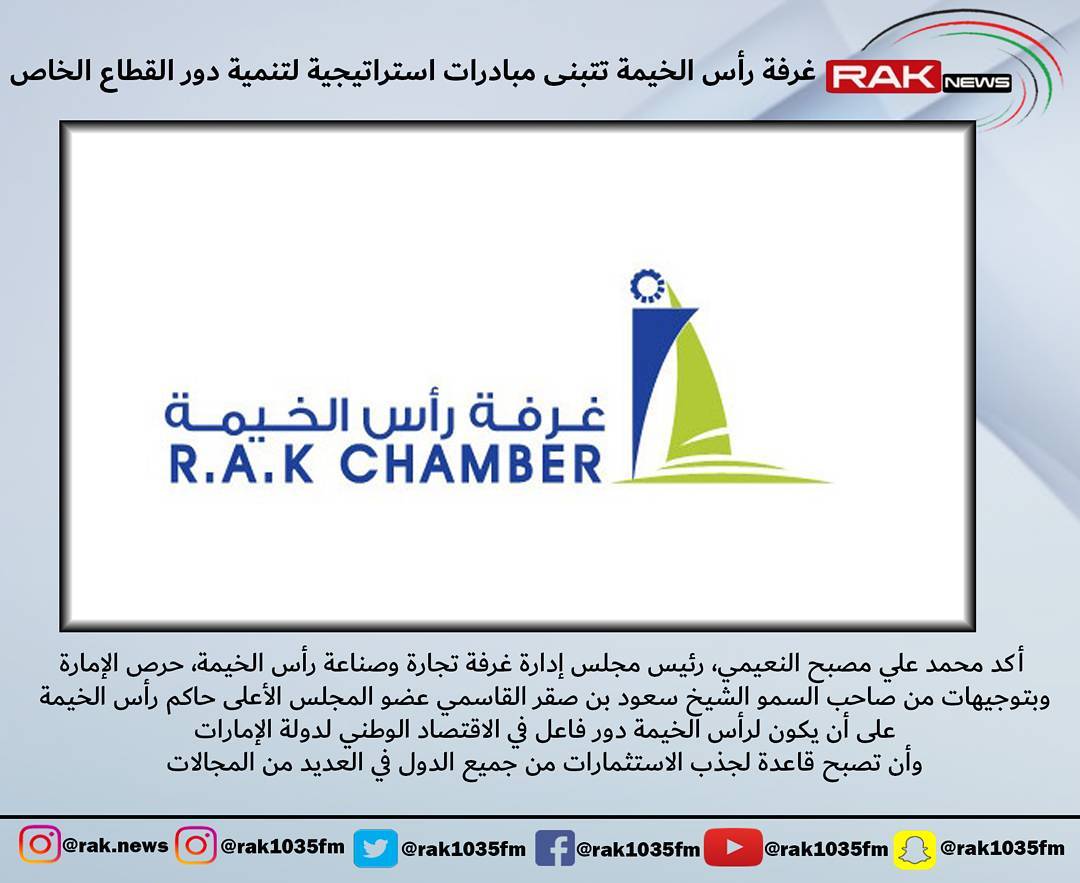 غرفة رأس الخيمة تتبنى مبادرات استراتيجية لتنمية دور القطاع الخاص
RAK NEWS
غرفة رأس الخيمة
R.A.K CHAMBER
أكد محمد علي مصبح النعيمي، رئيس مجلس إدارة غرفة تجارة وصناعة رأس الخيمة، حرص الإمارة
وبتوجيهات من صاحب السمو الشيخ سعود بن صقر القاسمي عضو المجلس الأعلى حاكم رأس الخيمة
على أن يكون لرأس الخيمة دور فاعل في الاقتصاد الوطني لدولة الإمارات
وأن تصبح قاعدة لجذب الاستثمارات من جميع الدول في العديد من المجالات
@rak.news @rak1035fm @rak1035fm @rak1035fm @rak1035fm @rak1035fm